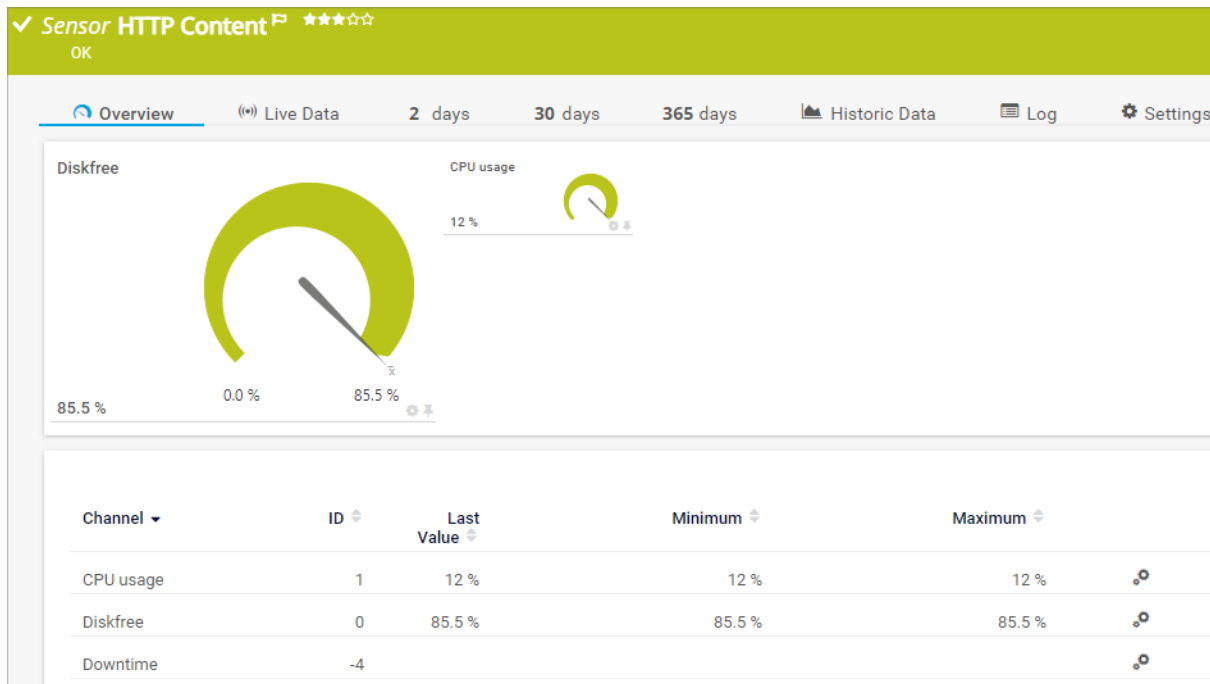 Sensor HTTP Content
OK
Overview Live Data 2 days 30 days 365 days Historic Data Log Settings
Diskfree
CPU usage
12 %
x̄
0.0 % 85.5 %
85.5 %
Channel ID Last Value Minimum Maximum
CPU usage 1 12 % 12 % 12 %
Diskfree 0 85.5 % 85.5 % 85.5 %
Downtime -4